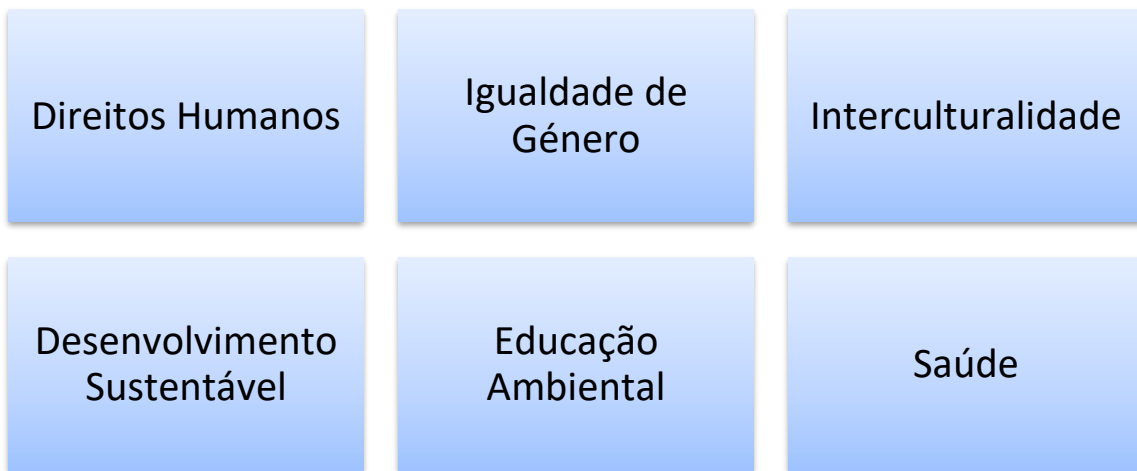 Direitos Humanos
Igualdade de
Género
Interculturalidade
Desenvolvimento
Sustentável
Educação
Ambiental
Saúde